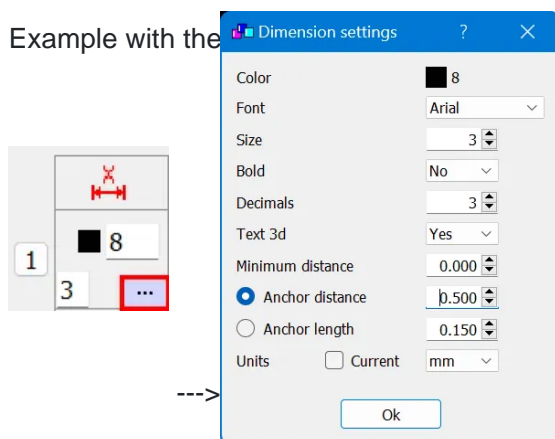 Example with the
Dimension settings ? ×
Color 8
Font Arial
Size 3
Bold No
Decimals 3
Text 3d Yes
Minimum distance 0.000
Anchor distance 0.500
Anchor length 0.150
Units Current mm
Ok
X
8
1
3 ...
--->